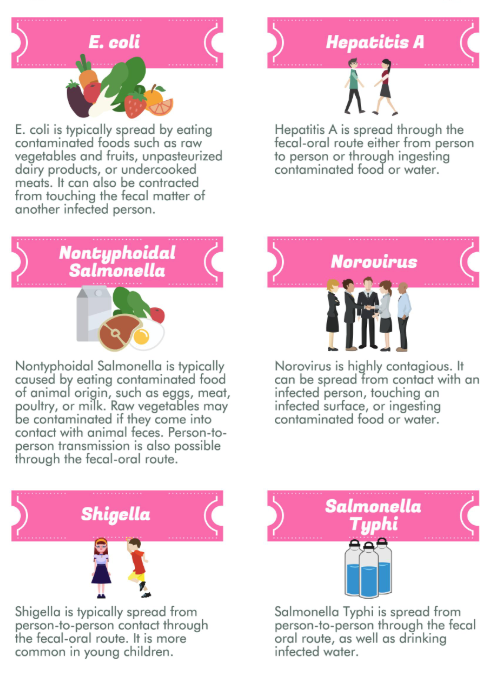 E. coli
E. coli is typically spread by eating
contaminated foods such as raw
vegetables and fruits, unpasteurized
dairy products, or undercooked
meats. It can also be contracted
from touching the fecal matter of
another infected person.
Hepatitis A
Hepatitis A is spread through the
fecal-oral route either from person
to person or through ingesting
contaminated food or water.
Nontyphoidal
Salmonella
Nontyphoidal Salmonella is typically
caused by eating contaminated food
of animal origin, such as eggs, meat,
poultry, or milk. Raw vegetables may
be contaminated if they come into
contact with animal feces. Person-to-
person transmission is also possible
through the fecal-oral route.
Norovirus
Norovirus is highly contagious. It
can be spread from contact with an
infected person, touching an
infected surface, or ingesting
contaminated food or water.
Shigella
Shigella is typically spread from
person-to-person contact through
the fecal-oral route. It is more
common in young children.
Salmonella
Typhi
Salmonella Typhi is spread from
person-to-person through the fecal
oral route, as well as drinking
infected water.